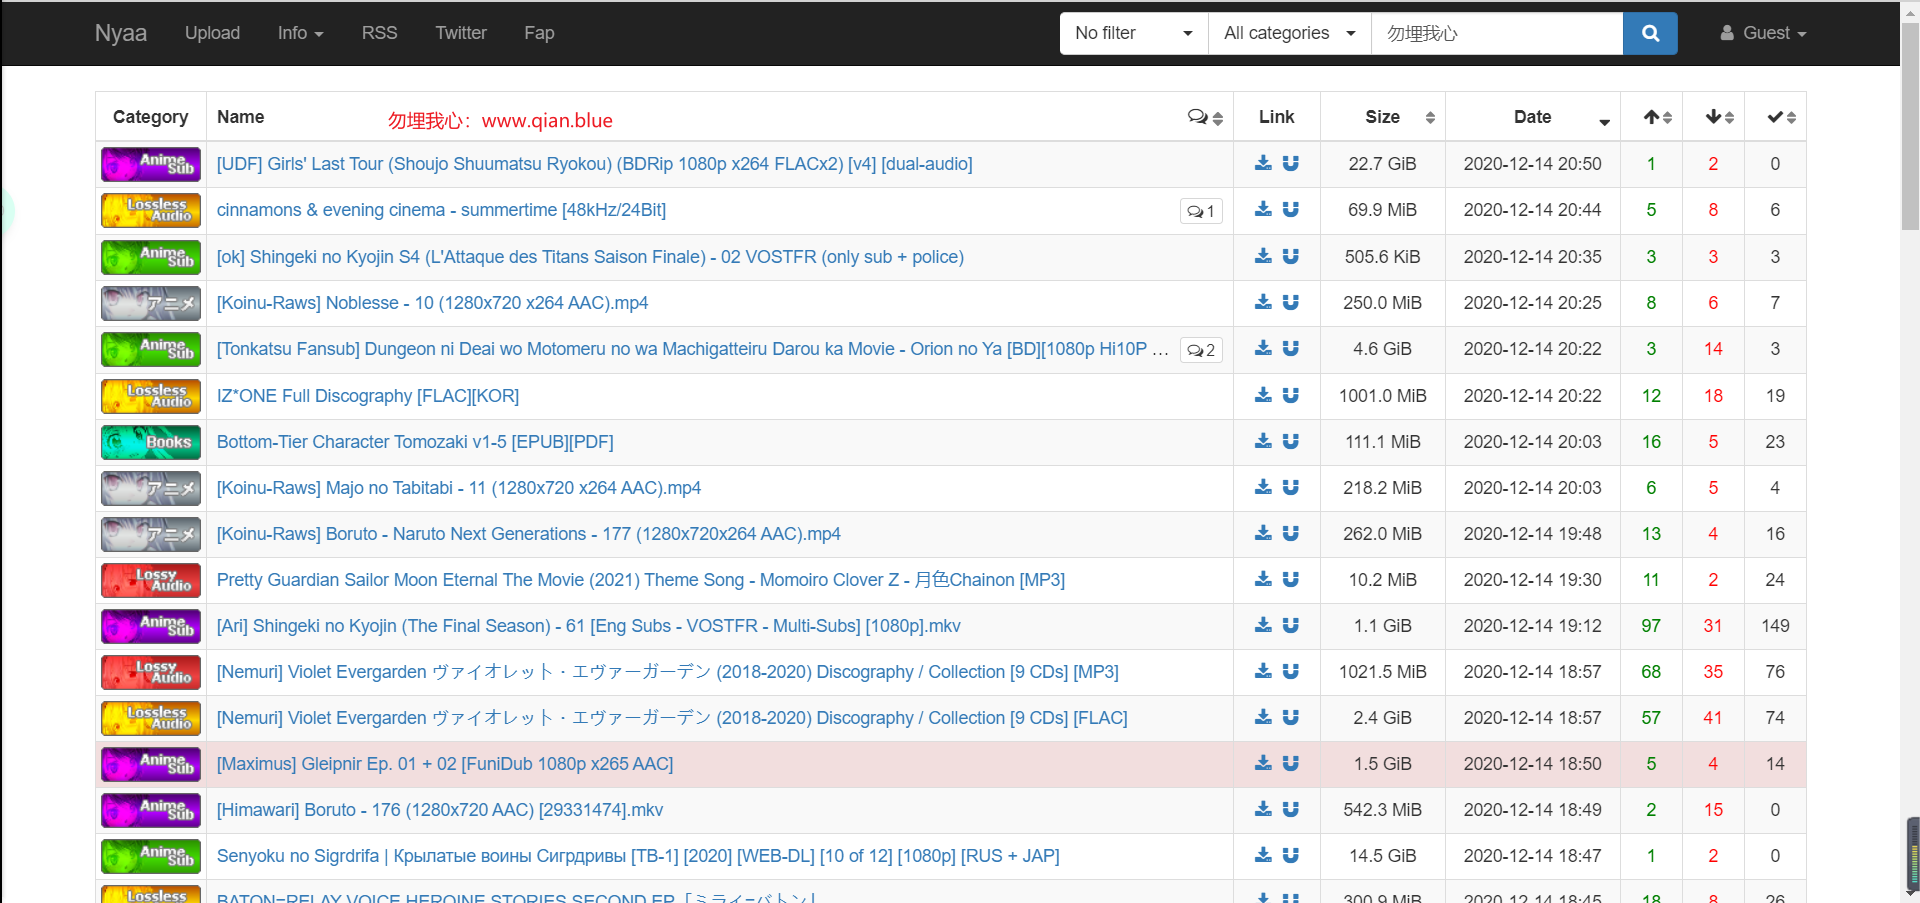 Nyaa Upload Info RSS Twitter Fap No filter All categories 勿埋我心 Guest
Category Name 勿埋我心：www.qian.blue Link Size Date
Anime Sub [UDF] Girls' Last Tour (Shoujo Shuumatsu Ryokou) (BDRip 1080p x264 FLACx2) [v4] [dual-audio] 22.7 GiB 2020-12-14 20:50 1 2 0
Lossless Audio cinnamons & evening cinema - summertime [48kHz/24Bit] 1 69.9 MiB 2020-12-14 20:44 5 8 6
Anime Sub [ok] Shingeki no Kyojin S4 (L'Attaque des Titans Saison Finale) - 02 VOSTFR (only sub + police) 505.6 KiB 2020-12-14 20:35 3 3 3
アニメ [Koinu-Raws] Noblesse - 10 (1280x720 x264 AAC).mp4 250.0 MiB 2020-12-14 20:25 8 6 7
Anime Sub [Tonkatsu Fansub] Dungeon ni Deai wo Motomeru no wa Machigatteiru Darou ka Movie - Orion no Ya [BD][1080p Hi10P ... 2 4.6 GiB 2020-12-14 20:22 3 14 3
Lossless Audio IZ*ONE Full Discography [FLAC][KOR] 1001.0 MiB 2020-12-14 20:22 12 18 19
Books Bottom-Tier Character Tomozaki v1-5 [EPUB][PDF] 111.1 MiB 2020-12-14 20:03 16 5 23
アニメ [Koinu-Raws] Majo no Tabitabi - 11 (1280x720 x264 AAC).mp4 218.2 MiB 2020-12-14 20:03 6 5 4
アニメ [Koinu-Raws] Boruto - Naruto Next Generations - 177 (1280x720x264 AAC).mp4 262.0 MiB 2020-12-14 19:48 13 4 16
Lossy Audio Pretty Guardian Sailor Moon Eternal The Movie (2021) Theme Song - Momoiro Clover Z - 月色Chainon [MP3] 10.2 MiB 2020-12-14 19:30 11 2 24
Anime Sub [Ari] Shingeki no Kyojin (The Final Season) - 61 [Eng Subs - VOSTFR - Multi-Subs] [1080p].mkv 1.1 GiB 2020-12-14 19:12 97 31 149
Lossy Audio [Nemuri] Violet Evergarden ヴァイオレット・エヴァーガーデン (2018-2020) Discography / Collection [9 CDs] [MP3] 1021.5 MiB 2020-12-14 18:57 68 35 76
Lossless Audio [Nemuri] Violet Evergarden ヴァイオレット・エヴァーガーデン (2018-2020) Discography / Collection [9 CDs] [FLAC] 2.4 GiB 2020-12-14 18:57 57 41 74
Anime Sub [Maximus] Gleipnir Ep. 01 + 02 [FuniDub 1080p x265 AAC] 1.5 GiB 2020-12-14 18:50 5 4 14
Anime Sub [Himawari] Boruto - 176 (1280x720 AAC) [29331474].mkv 542.3 MiB 2020-12-14 18:49 2 15 0
Anime Sub Senyoku no Sigrdrifa | Крылатые воины Сигрдривы [ТВ-1] [2020] [WEB-DL] [10 of 12] [1080p] [RUS + JAP] 14.5 GiB 2020-12-14 18:47 1 2 0
Lossless BATON=RELAY VOICE HEROINE STORIES SECOND EP「ミライ=バトン」 300.9 MiB 2020-12-14 18:45 18 8 26